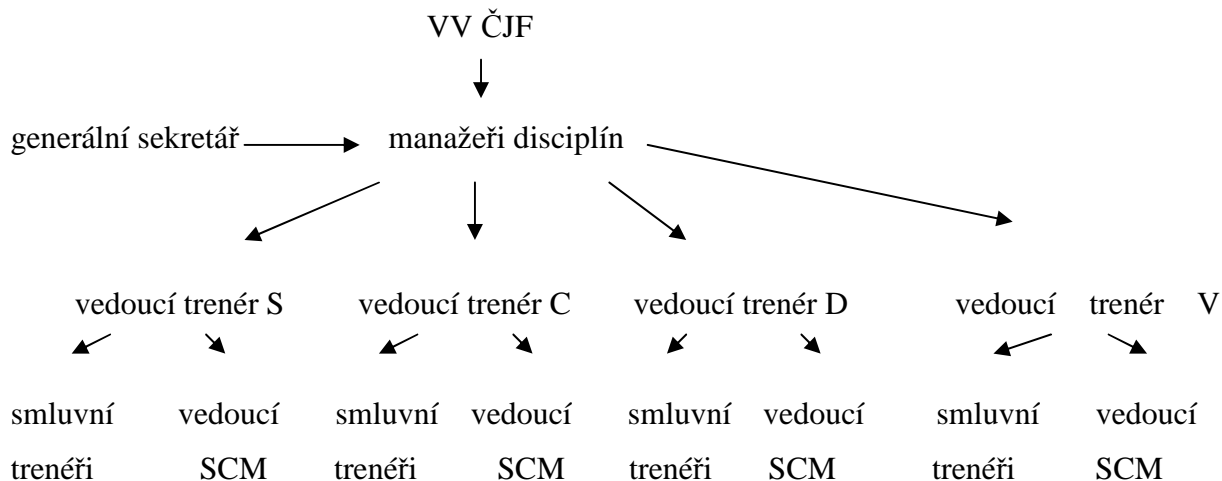 VV ČJF
generální sekretář manažeři disciplín
vedoucí trenér S vedoucí trenér C vedoucí trenér D vedoucí trenér V
smluvní vedoucí smluvní vedoucí smluvní vedoucí smluvní vedoucí
trenéři SCM trenéři SCM trenéři SCM trenéři SCM